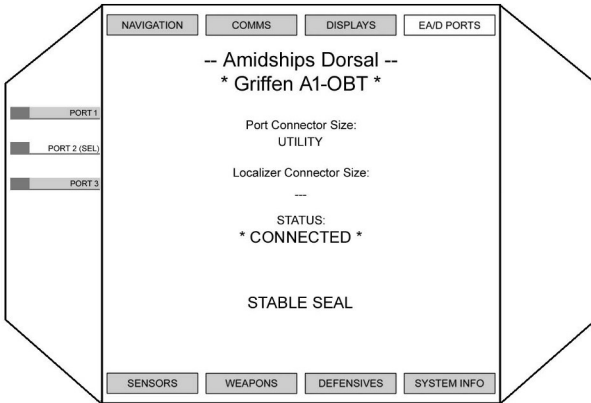 NAVIGATION
COMMS
DISPLAYS
EA/D PORTS
-- Amidships Dorsal --
* Griffen A1-OBT *
PORT 1
PORT 2 (SEL)
PORT 3
Port Connector Size:
UTILITY
Localizer Connector Size:
---
STATUS:
* CONNECTED *
STABLE SEAL
SENSORS
WEAPONS
DEFENSIVES
SYSTEM INFO